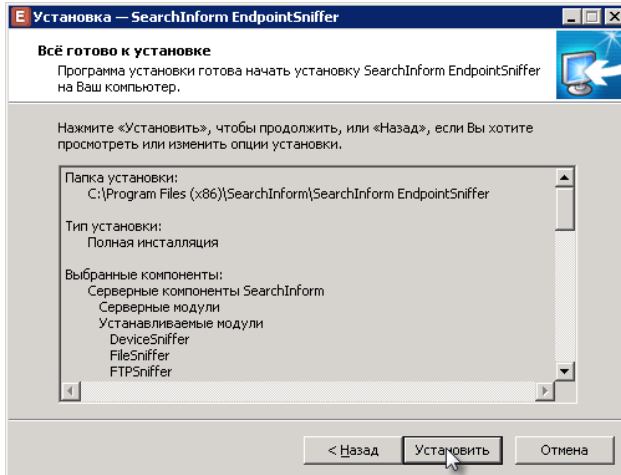 E Установка — SearchInform EndpointSniffer
Всё готово к установке
Программа установки готова начать установку SearchInform EndpointSniffer
на Ваш компьютер.
Нажмите «Установить», чтобы продолжить, или «Назад», если Вы хотите
просмотреть или изменить опции установки.
Папка установки:
C:\Program Files (x86)\SearchInform\SearchInform EndpointSniffer
Тип установки:
Полная инсталляция
Выбранные компоненты:
Серверные компоненты SearchInform
Серверные модули
Устанавливаемые модули
DeviceSniffer
FileSniffer
FTPSniffer
< Назад Установить Отмена